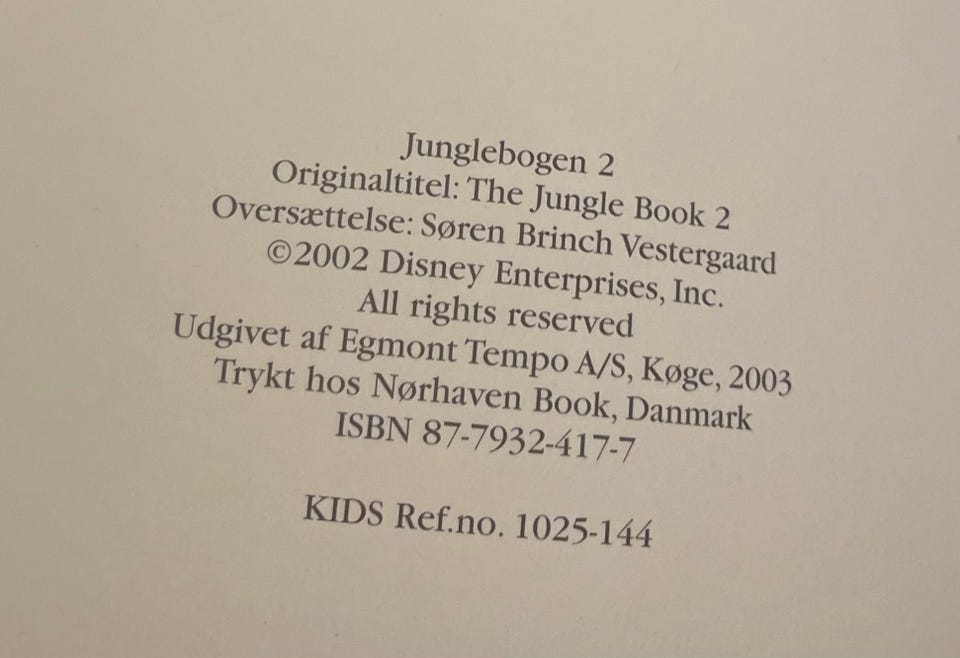 Junglebogen 2
Originaltitel: The Jungle Book 2
Oversættelse: Søren Brinch Vestergaard
©2002 Disney Enterprises, Inc.
All rights reserved
Udgivet af Egmont Tempo A/S, Køge, 2003
Trykt hos Nørhaven Book, Danmark
ISBN 87-7932-417-7
KIDS Ref.no. 1025-144